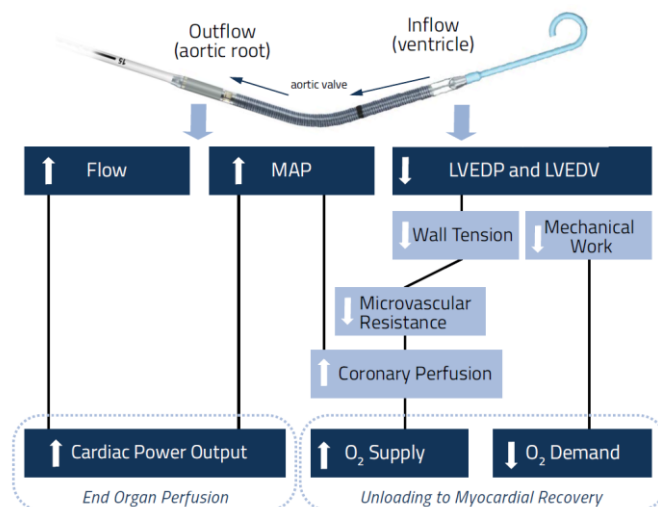 Outflow
(aortic root)
Inflow
(ventricle)
aortic valve
Flow
MAP
LVEDP and LVEDV
Wall Tension
Mechanical
Work
Microvascular
Resistance
Coronary Perfusion
Cardiac Power Output
O₂ Supply
O₂ Demand
End Organ Perfusion
Unloading to Myocardial Recovery